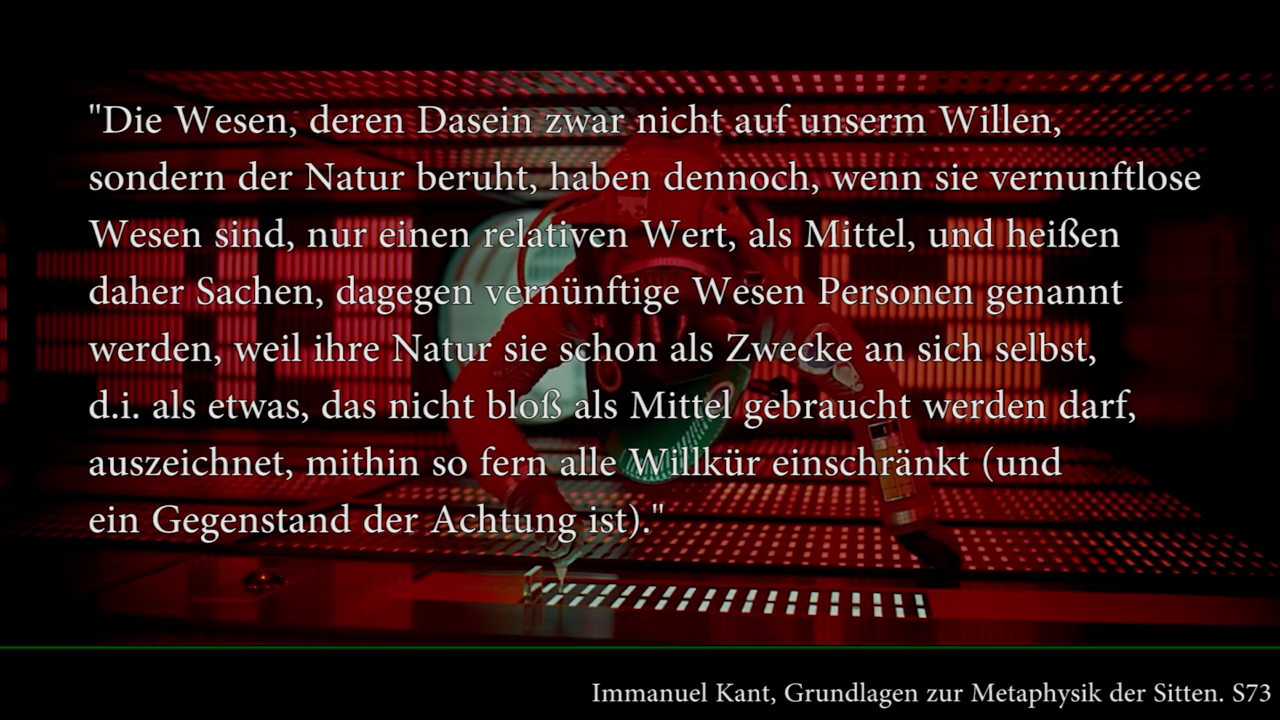 "Die Wesen, deren Dasein zwar nicht auf unserm Willen,
sondern der Natur beruht, haben dennoch, wenn sie vernunftlose
Wesen sind, nur einen relativen Wert, als Mittel, und heißen
daher Sachen, dagegen vernünftige Wesen Personen genannt
werden, weil ihre Natur sie schon als Zwecke an sich selbst,
d.i. als etwas, das nicht bloß als Mittel gebraucht werden darf,
auszeichnet, mithin so fern alle Willkür einschränkt (und
ein Gegenstand der Achtung ist)."
Immanuel Kant, Grundlagen zur Metaphysik der Sitten. S73